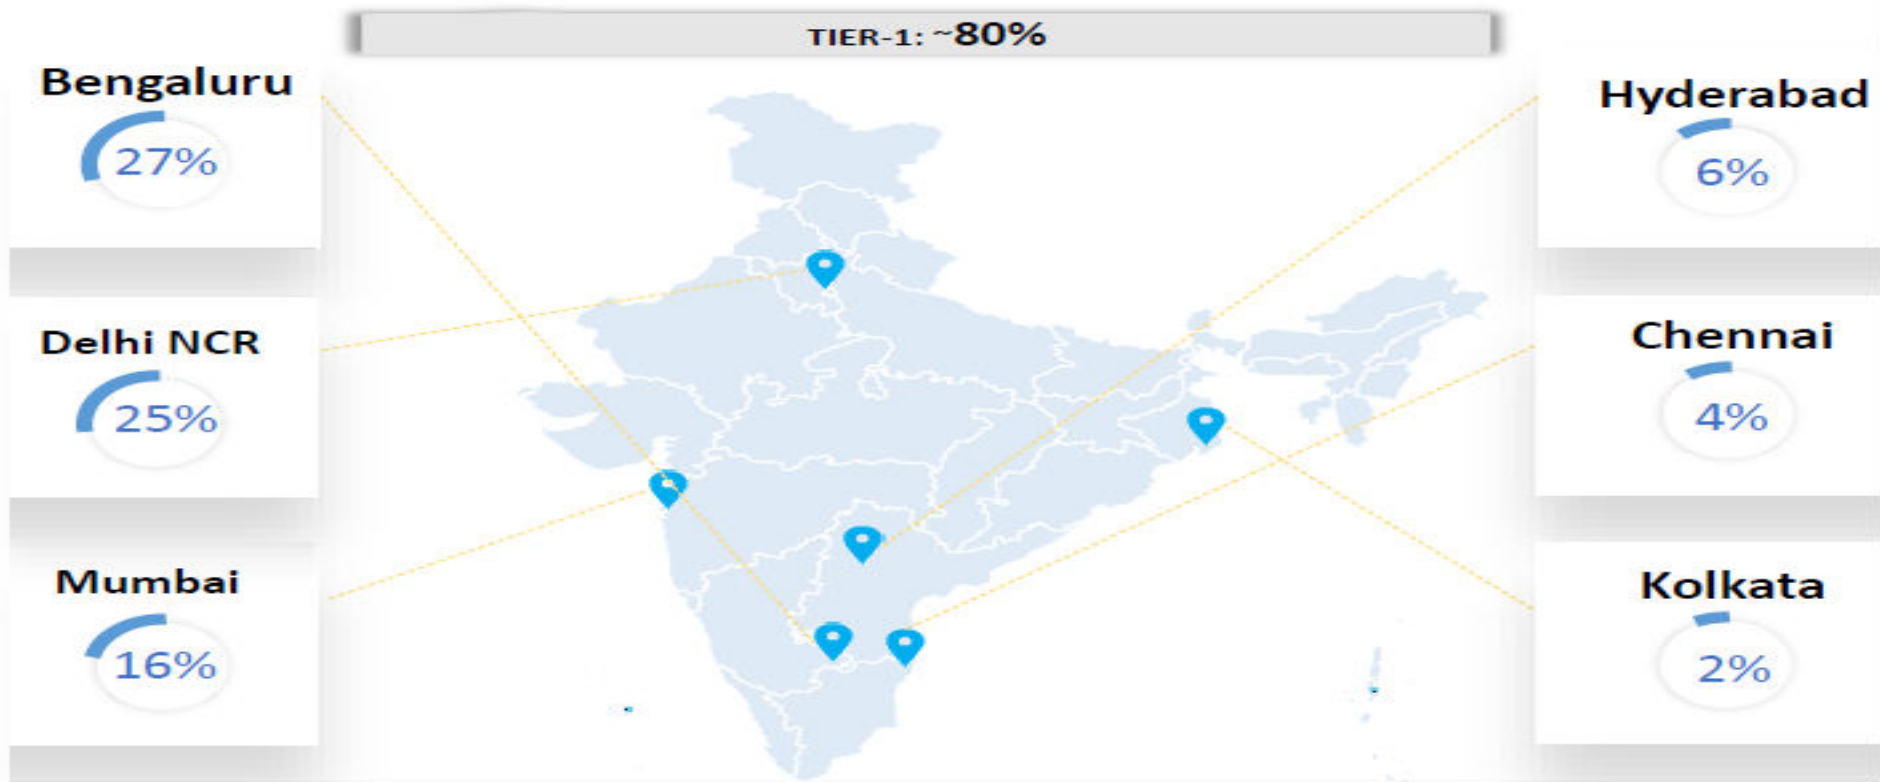 TIER-1: ~80%
Bengaluru
27%
Delhi NCR
25%
Mumbai
16%
Hyderabad
6%
Chennai
4%
Kolkata
2%